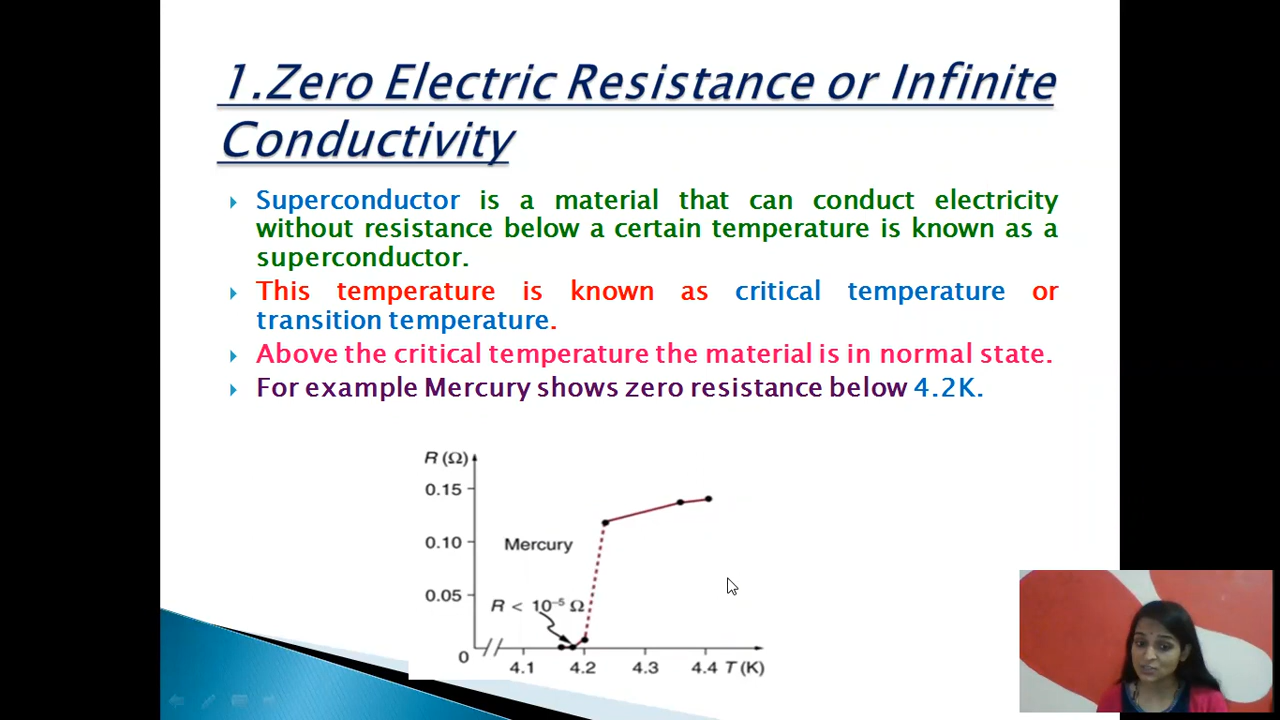 1.Zero Electric Resistance or Infinite
Conductivity
Superconductor is a material that can conduct electricity
without resistance below a certain temperature is known as a
superconductor.
This temperature is known as critical temperature or
transition temperature.
Above the critical temperature the material is in normal state.
For example Mercury shows zero resistance below 4.2K.
R (Ω)
0.15
0.10
Mercury
0.05
R < 10⁻⁵ Ω
0
4.1 4.2 4.3 4.4 T (K)